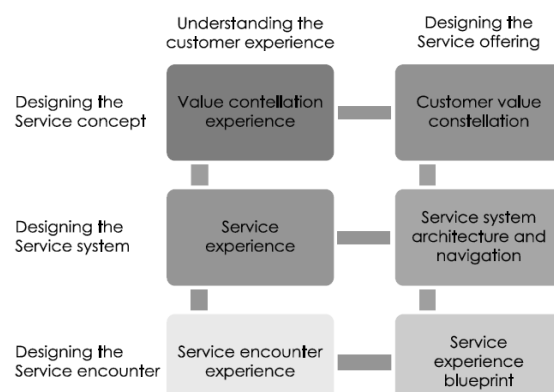 Understanding the
customer experience
Designing the
Service offering
Designing the
Service concept
Value contellation
experience
Customer value
constellation
Designing the
Service system
Service
experience
Service system
architecture and
navigation
Designing the
Service encounter
Service encounter
experience
Service
experience
blueprint